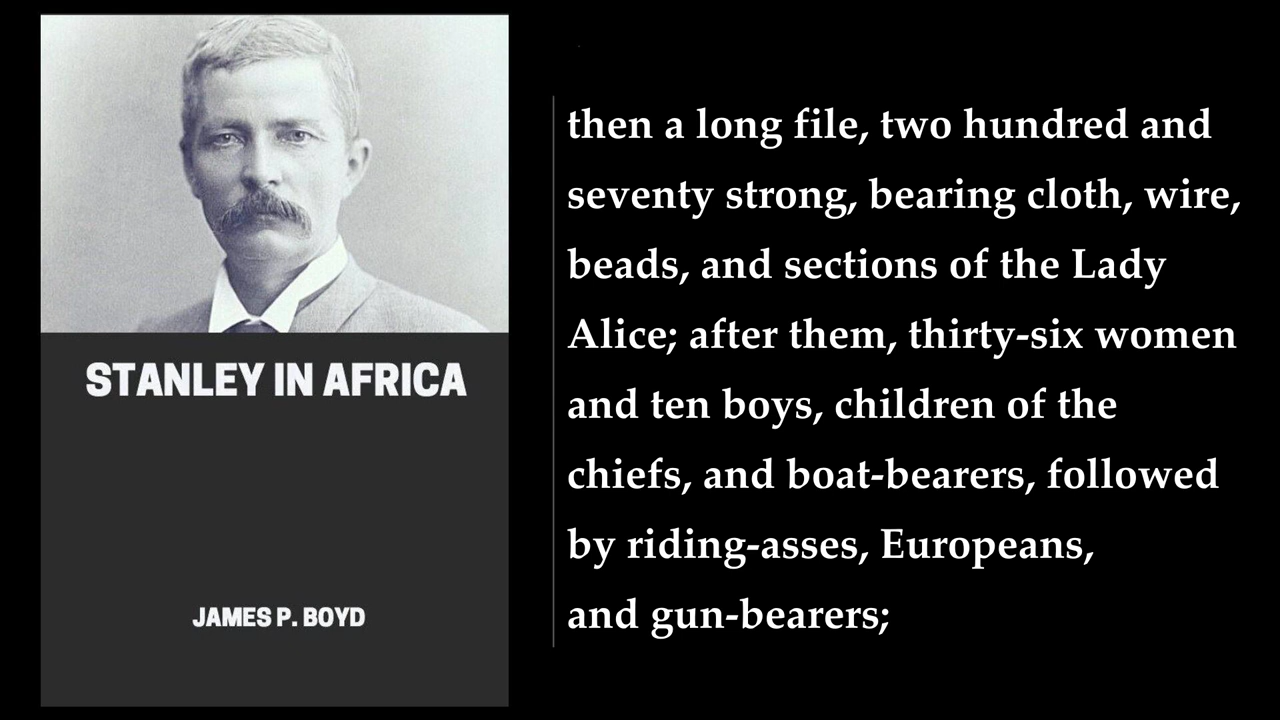 STANLEY IN AFRICA
JAMES P. BOYD
then a long file, two hundred and
seventy strong, bearing cloth, wire,
beads, and sections of the Lady
Alice; after them, thirty-six women
and ten boys, children of the
chiefs, and boat-bearers, followed
by riding-asses, Europeans,
and gun-bearers;